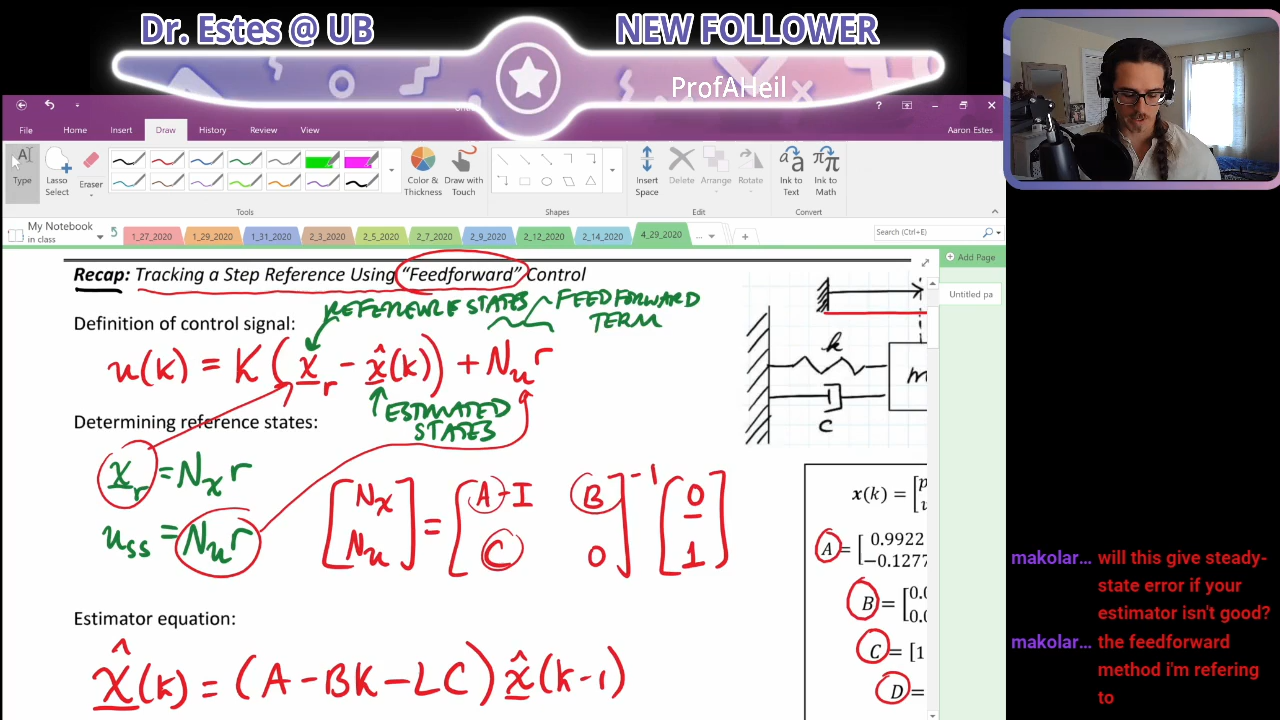 Dr. Estes @ UB
NEW FOLLOWER
ProfAHeil
File Home Insert Draw History Review View
Aaron Estes
Type Lasso Select Eraser
Color & Thickness Draw with Touch
Insert Space Delete Arrange Rotate
Ink to Text Ink to Math
Tools Shapes Edit Convert
My Notebook
in class
1_27_2020 1_29_2020 1_31_2020 2_3_2020 2_5_2020 2_7_2020 2_9_2020 2_12_2020 2_14_2020 4_29_2020 ...
Search (Ctrl+E)
Add Page
Untitled pa
Recap: Tracking a Step Reference Using “Feedforward” Control
REFERENCE STATES
FEEDFORWARD TERM
Definition of control signal:
u(k) = K(x_r - x̂(k)) + N_u r
ESTIMATED STATES
Determining reference states:
x_r = N_x r
u_ss = N_u r
[N_x N_u] = [A-I B C 0]^-1 [0 1]
Estimator equation:
x̂(k) = (A - BK - LC) x̂(k-1)
k
m
c
x(k) = [p
A = [0.9922
-0.1277
B = [0.0
0.0
C = [1
D =
makolar... will this give steady-
state error if your
estimator isn't good?
makolar... the feedforward
method i'm refering
to